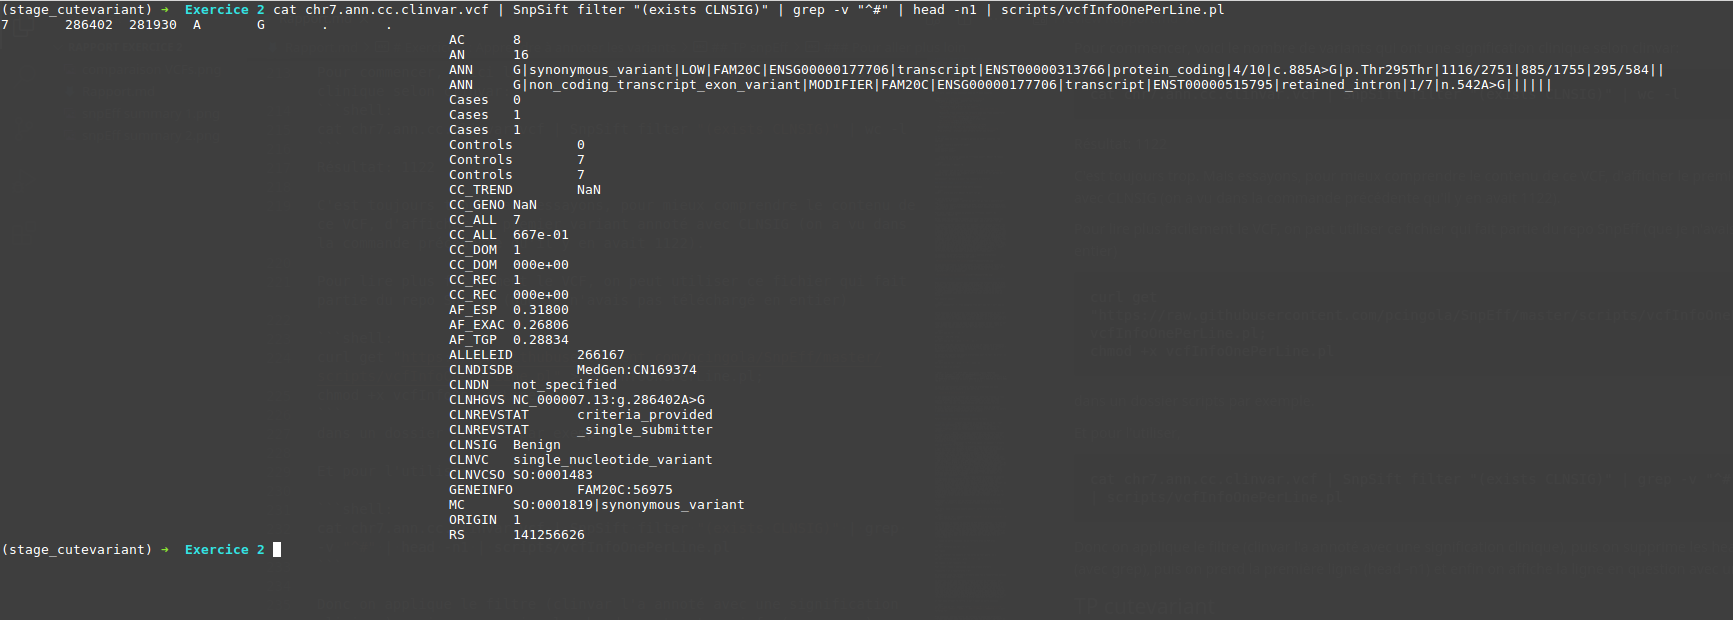 (stage_cutevariant) → Exercice 2 cat chr7.ann.cc.clinvar.vcf | SnpSift filter "(exists CLNSIG)" | grep -v "^#" | head -n1 | scripts/vcfInfoOnePerLine.pl
7 286402 281930 A G . .
AC 8
AN 16
ANN G|synonymous_variant|LOW|FAM20C|ENSG00000177706|transcript|ENST00000313766|protein_coding|4/10|c.885A>G|p.Thr295Thr|1116/2751|885/1755|295/584||
ANN G|non_coding_transcript_exon_variant|MODIFIER|FAM20C|ENSG00000177706|transcript|ENST00000515795|retained_intron|1/7|n.542A>G||||||
Cases 0
Cases 1
Cases 1
Controls 0
Controls 7
Controls 7
CC_TREND NaN
CC_GENO NaN
CC_ALL 7
CC_ALL 667e-01
CC_DOM 1
CC_DOM 000e+00
CC_REC 1
CC_REC 000e+00
AF_ESP 0.31800
AF_EXAC 0.26806
AF_TGP 0.28834
ALLELEID 266167
CLNDISDB MedGen:CN169374
CLNDN not_specified
CLNHGVS NC_000007.13:g.286402A>G
CLNREVSTAT criteria_provided
CLNREVSTAT _single_submitter
CLNSIG Benign
CLNVC single_nucleotide_variant
CLNVCSO SO:0001483
GENEINFO FAM20C:56975
MC SO:0001819|synonymous_variant
ORIGIN 1
RS 141256626
(stage_cutevariant) → Exercice 2